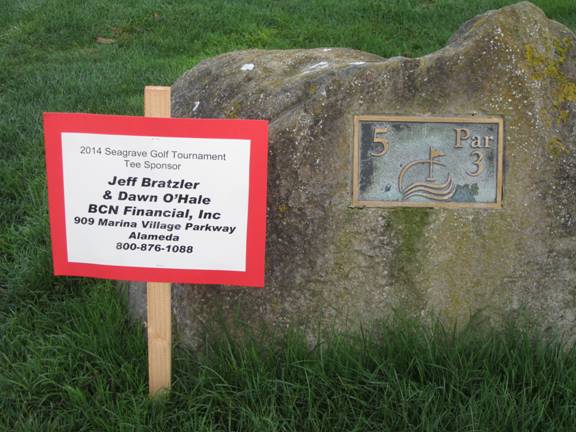 2014 Seagrave Golf Tournament
Tee Sponsor
Jeff Bratzler
& Dawn O'Hale
BCN Financial, Inc
909 Marina Village Parkway
Alameda
800-876-1088
5 Par
3